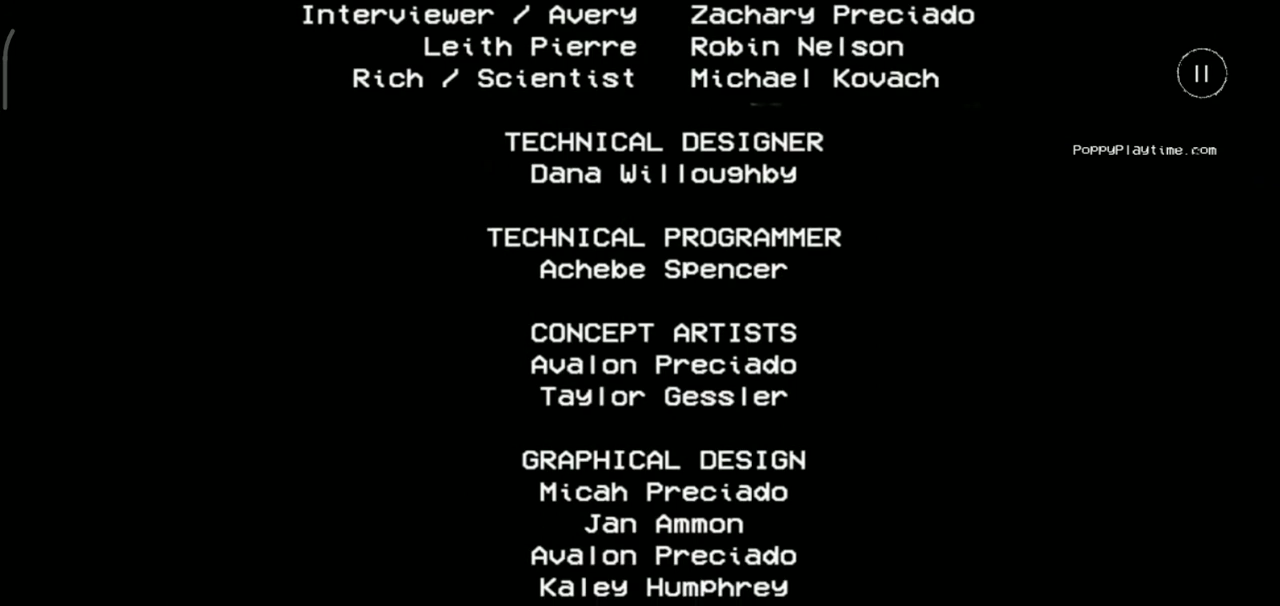 Interviewer / Avery Zachary Preciado
Leith Pierre Robin Nelson
Rich / Scientist Michael Kovach
TECHNICAL DESIGNER
Dana Willoughby
PoppyPlaytime.com
TECHNICAL PROGRAMMER
Achebe Spencer
CONCEPT ARTISTS
Avalon Preciado
Taylor Gessler
GRAPHICAL DESIGN
Micah Preciado
Jan Ammon
Avalon Preciado
Kaley Humphrey